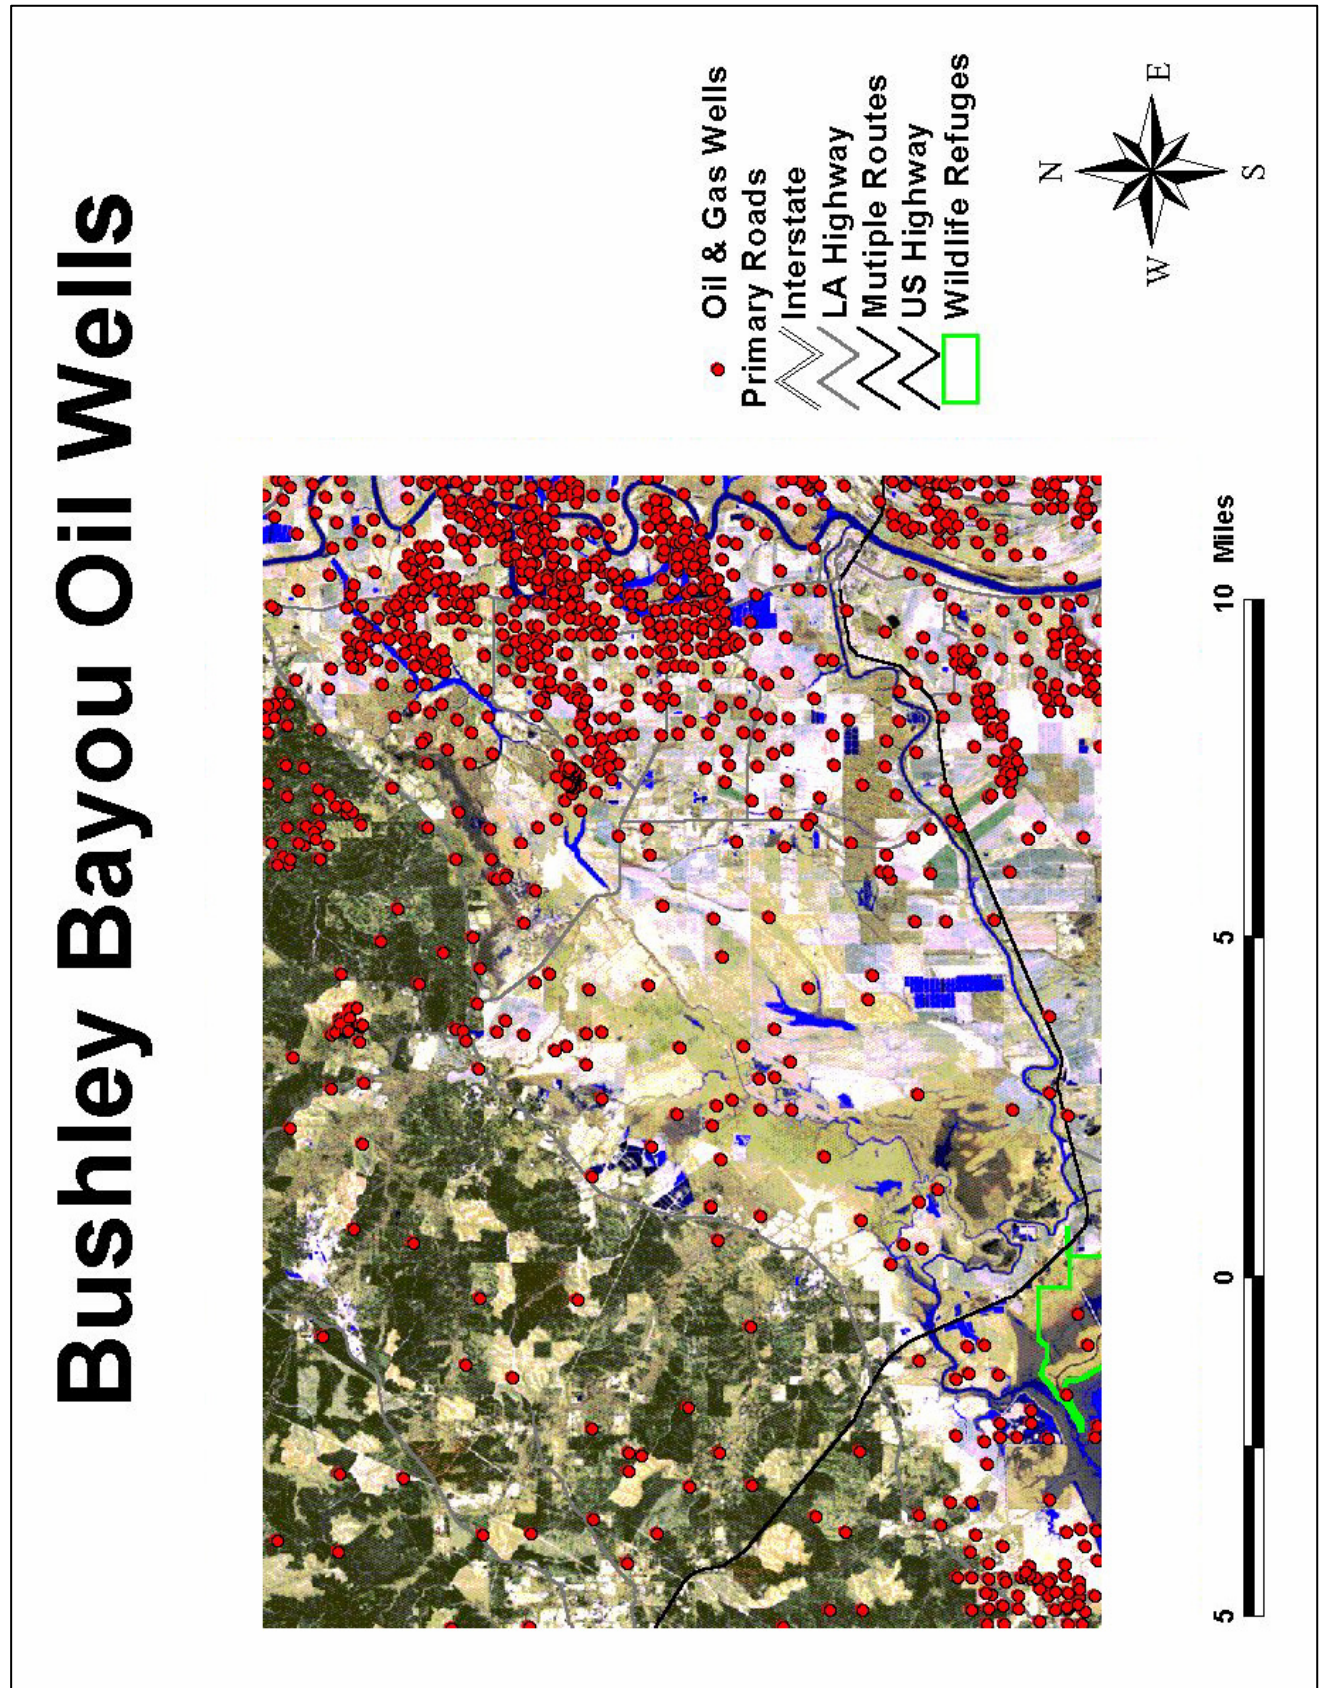 Bushley Bayou Oil Wells
Oil & Gas Wells
Primary Roads
Interstate
LA Highway
Mutiple Routes
US Highway
Wildlife Refuges
N
W
E
S
5
0
5
10 Miles